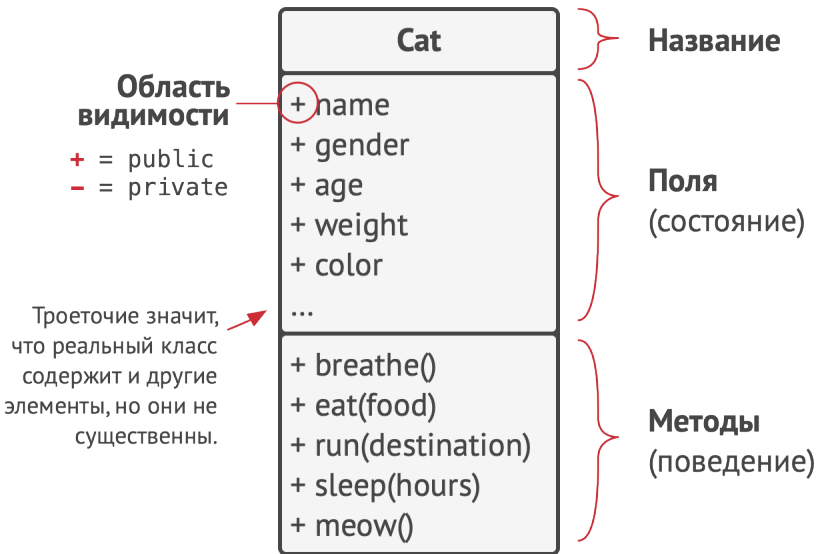 Cat
Название
Область
видимости
+ = public
− = private
+ name
+ gender
+ age
+ weight
+ color
...
Поля
(состояние)
Троеточие значит,
что реальный класс
содержит и другие
элементы, но они не
существенны.
+ breathe()
+ eat(food)
+ run(destination)
+ sleep(hours)
+ meow()
Методы
(поведение)